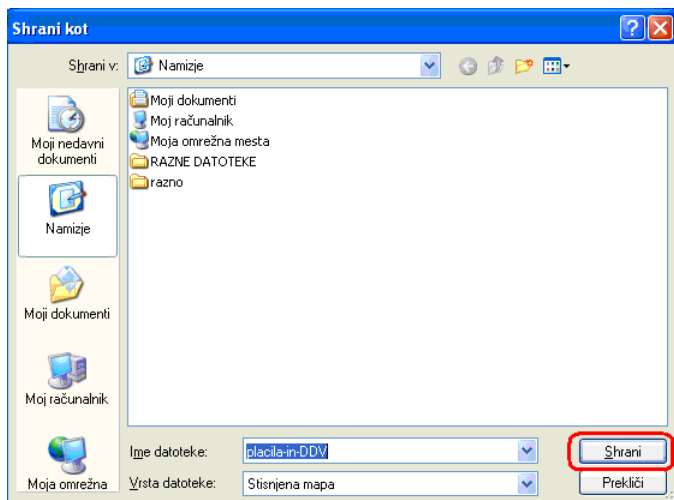 Shrani kot
Shrani v:
Namizje
Moji nedavni
dokumenti
Namizje
Moji dokumenti
Moj računalnik
Moja omrežna
Moji dokumenti
Moj računalnik
Moja omrežna mesta
RAZNE DATOTEKE
razno
Ime datoteke:
placila-in-DDV
Shrani
Vrsta datoteke:
Stisnjena mapa
Prekliči